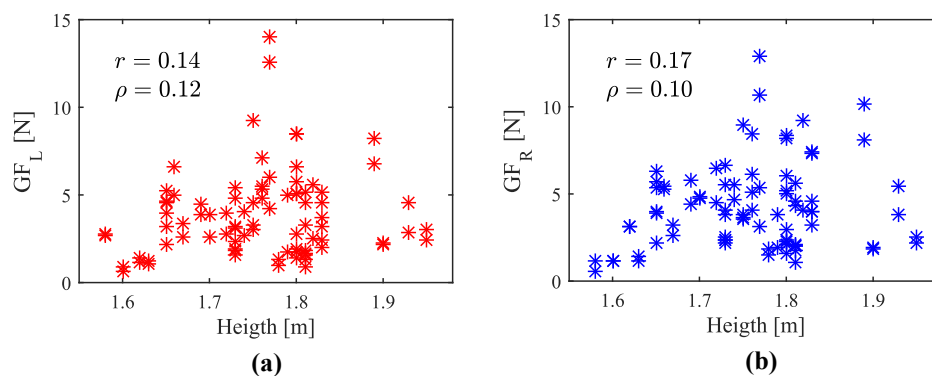 15
10
5
0
GF_L [N]
r = 0.14
ρ = 0.12
1.6 1.7 1.8 1.9
Heigth [m]
(a)
15
10
5
0
GF_R [N]
r = 0.17
ρ = 0.10
1.6 1.7 1.8 1.9
Heigth [m]
(b)